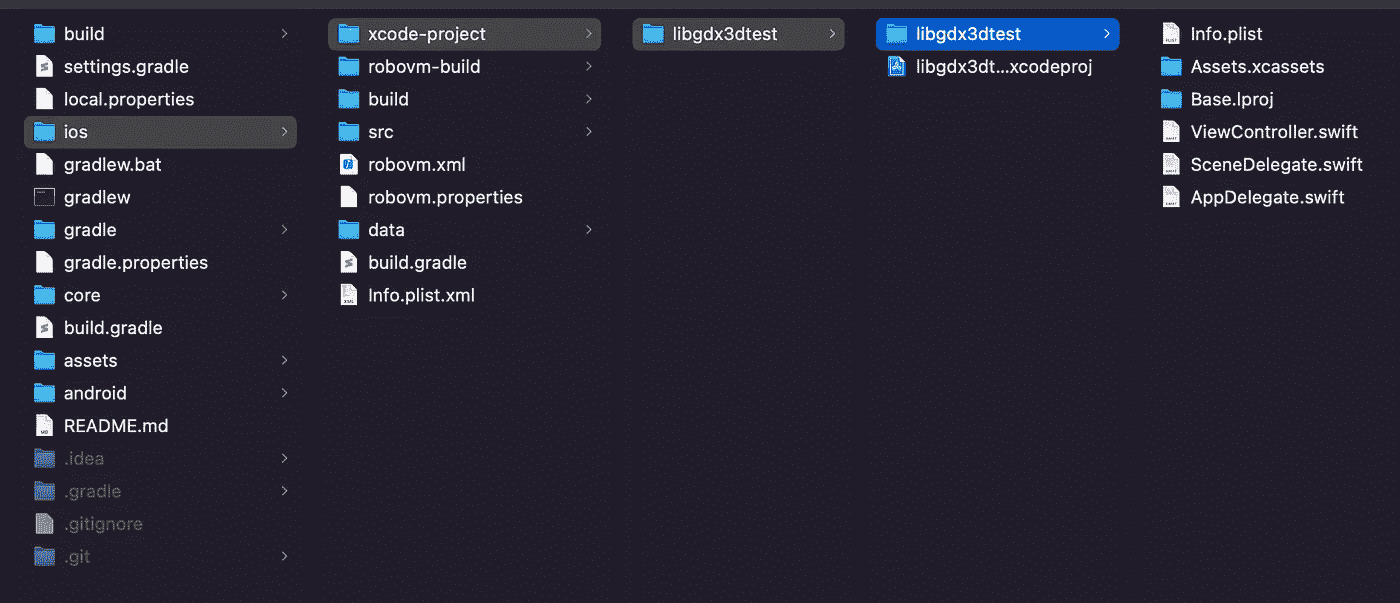 build
settings.gradle
local.properties
ios
gradlew.bat
gradlew
gradle
gradle.properties
core
build.gradle
assets
android
README.md
.idea
.gradle
.gitignore
.git
xcode-project
robovm-build
build
src
robovm.xml
robovm.properties
data
build.gradle
Info.plist.xml
libgdx3dtest
libgdx3dtest
libgdx3dt...xcodeproj
Info.plist
Assets.xcassets
Base.lproj
ViewController.swift
SceneDelegate.swift
AppDelegate.swift